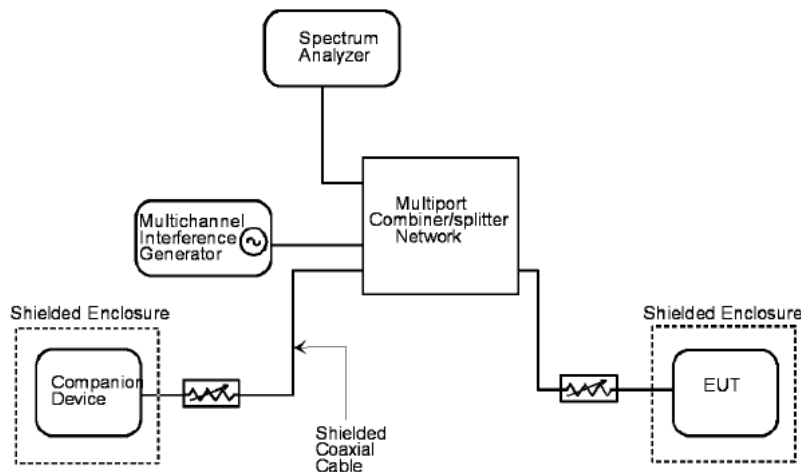 Spectrum
Analyzer
Multiport
Combiner/splitter
Network
Multichannel
Interference
Generator
Shielded Enclosure
Companion
Device
Shielded
Coaxial
Cable
Shielded Enclosure
EUT